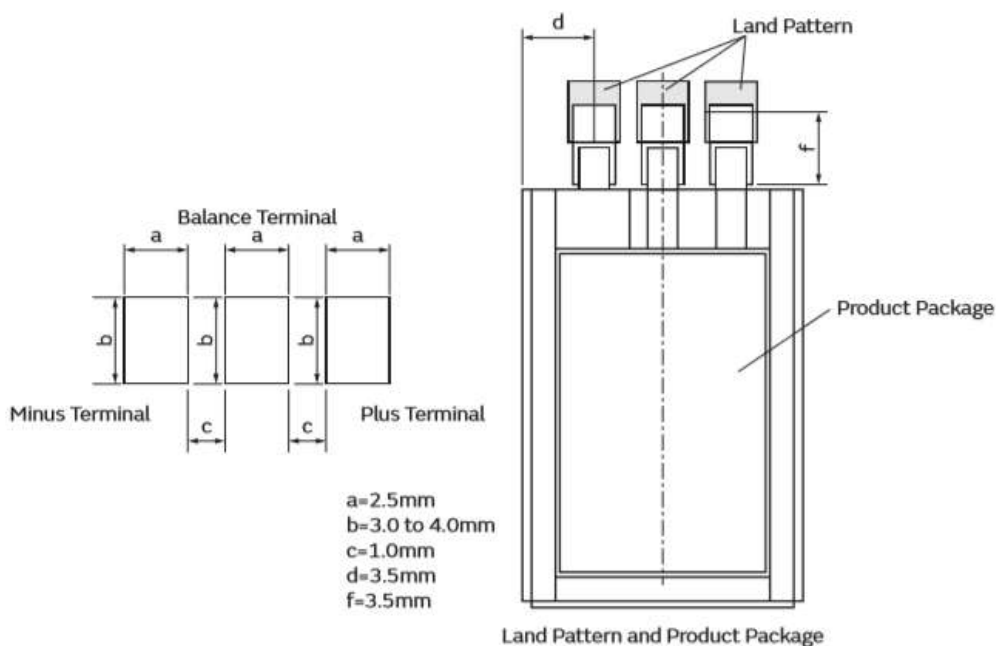 d
Land Pattern
f
Balance Terminal
a a a
Product Package
b b b
Minus Terminal Plus Terminal
c c
a=2.5mm
b=3.0 to 4.0mm
c=1.0mm
d=3.5mm
f=3.5mm
Land Pattern and Product Package